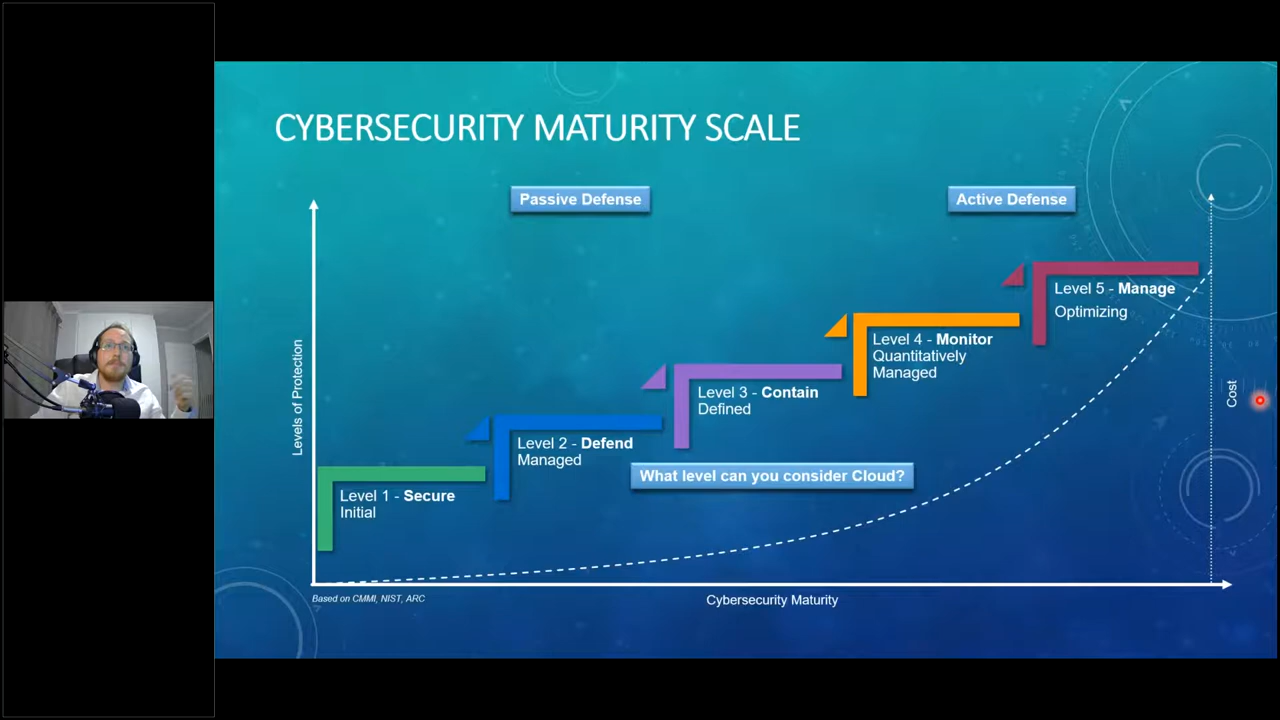 CYBERSECURITY MATURITY SCALE
Passive Defense
Active Defense
Levels of Protection
Level 5 - Manage
Optimizing
Level 4 - Monitor
Quantitatively
Managed
Level 3 - Contain
Defined
Level 2 - Defend
Managed
Level 1 - Secure
Initial
What level can you consider Cloud?
Cost
Based on CMMI, NIST, ARC
Cybersecurity Maturity